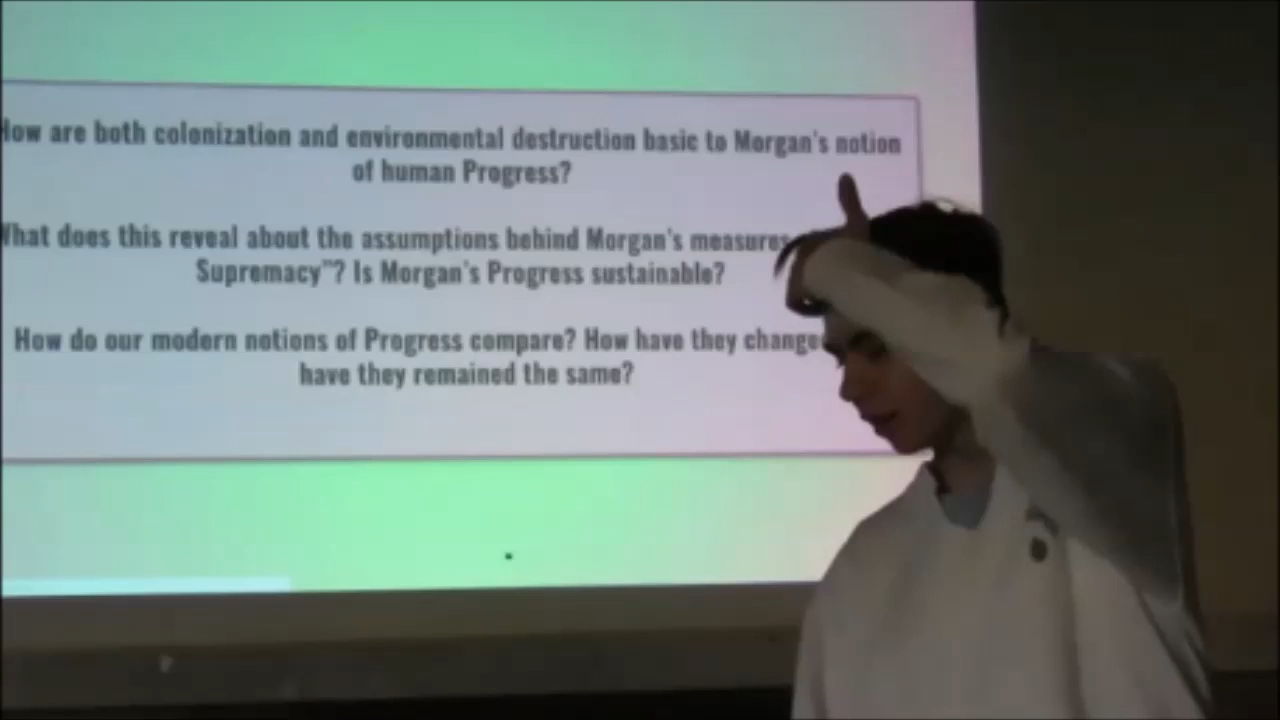 How are both colonization and environmental destruction basic to Morgan's notion
of human Progress?
What does this reveal about the assumptions behind Morgan's measures
Supremacy"? Is Morgan's Progress sustainable?
How do our modern notions of Progress compare? How have they change
have they remained the same?